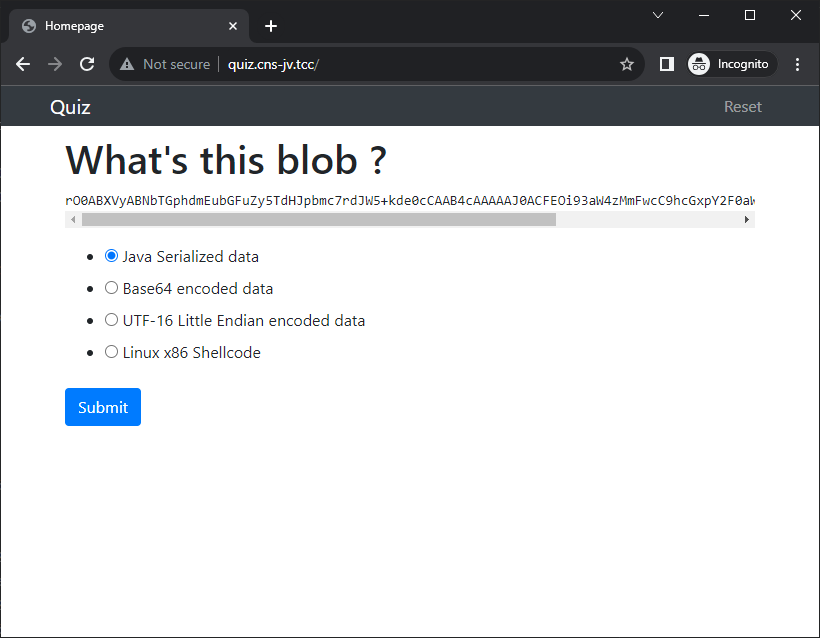 Homepage
Not secure
quiz.cns-jv.tcc/
Incognito
Quiz
Reset
What's this blob ?
rO0ABXVyABNbTGphdmEubGFuZy5TdHJpbmc7rdJW5+kde0cCAAB4cAAAAAJ0ACFEOi93aW4zMmFwcC9hcGxpY2F0aW
Java Serialized data
Base64 encoded data
UTF-16 Little Endian encoded data
Linux x86 Shellcode
Submit